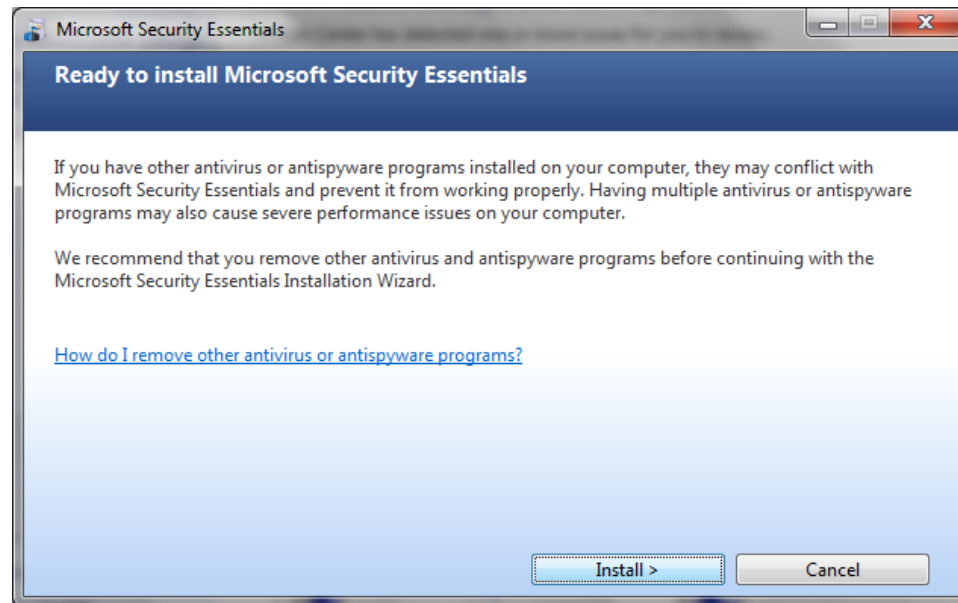 Microsoft Security Essentials
Ready to install Microsoft Security Essentials
If you have other antivirus or antispyware programs installed on your computer, they may conflict with
Microsoft Security Essentials and prevent it from working properly. Having multiple antivirus or antispyware
programs may also cause severe performance issues on your computer.
We recommend that you remove other antivirus and antispyware programs before continuing with the
Microsoft Security Essentials Installation Wizard.
How do I remove other antivirus or antispyware programs?
Install >
Cancel